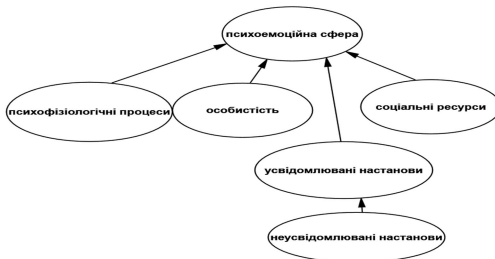 психоемоційна сфера
психофізіологічні процеси
особистість
соціальні ресурси
усвідомлювані настанови
неусвідомлювані настанови